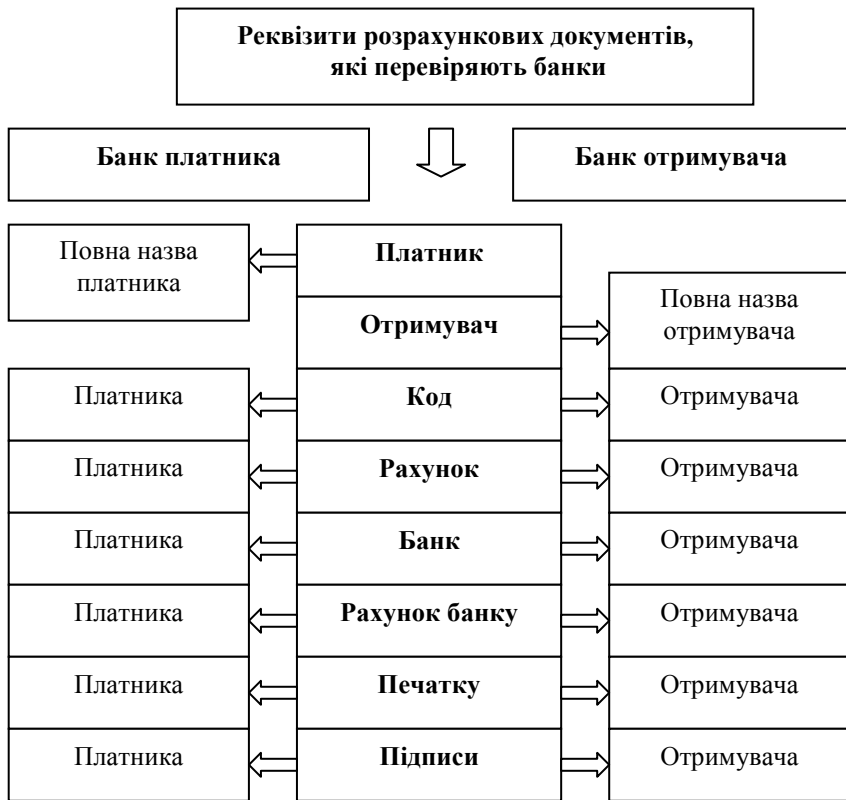 Реквізити розрахункових документів,
які перевіряють банки
Банк платника
Банк отримувача
Повна назва
платника
Платник
Отримувач
Повна назва
отримувача
Платника
Код
Отримувача
Платника
Рахунок
Отримувача
Платника
Банк
Отримувача
Платника
Рахунок банку
Отримувача
Платника
Печатку
Отримувача
Платника
Підписи
Отримувача